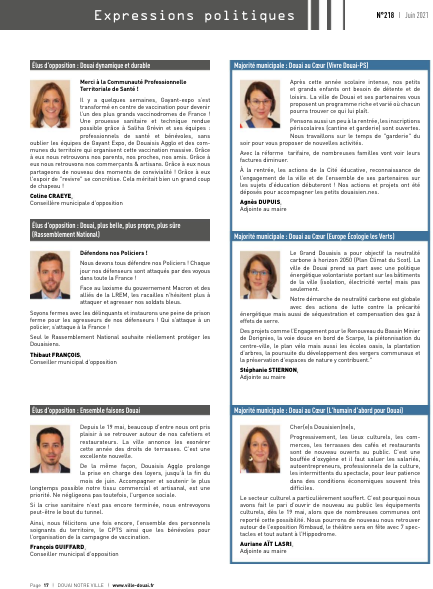 Expressions politiques
N°218 | Juin 2021
Élus d'opposition : Douai dynamique et durable
Merci à la Communauté Professionnelle
Territoriale de Santé !
Il y a quelques semaines, Gayant-expo s'est
transformé en centre de vaccination pour devenir
l'un des plus grands vaccinodromes de France !
Une prouesse sanitaire et technique rendue
possible grâce à Saliha Grévin et ses équipes :
professionnels de santé et bénévoles, sans
oublier les équipes de Gayant Expo, de Douaisis Agglo et des com-
munes du territoire qui organisent cette vaccination massive. Grâce
à eux nous retrouvons nos parents, nos proches, nos amis. Grâce à
eux nous retrouvons nos commerçants & artisans. Grâce à eux nous
partageons de nouveau des moments de convivialité ! Grâce à eux
l'espoir de "revivre" se concrétise. Cela méritait bien un grand coup
de chapeau !
Coline CRAEYE,
Conseillère municipale d'opposition
Élus d'opposition : Douai, plus belle, plus propre, plus sûre
(Rassemblement National)
Défendons nos Policiers !
Nous devons tous défendre nos Policiers ! Chaque
jour nos défenseurs sont attaqués par des voyous
dans toute la France !
Face au laxisme du gouvernement Macron et des
alliés de la LREM, les racailles n'hésitent plus à
attaquer et agresser nos soldats bleus.
Soyons fermes avec les délinquants et instaurons une peine de prison
ferme pour les agresseurs de nos défenseurs ! Qui s'attaque à un
policier, s'attaque à la France !
Seul le Rassemblement National souhaite réellement protéger les
Douaisiens.
Thibaut FRANÇOIS,
Conseiller municipal d'opposition
Élus d'opposition : Ensemble faisons Douai
Depuis le 19 mai, beaucoup d'entre nous ont pris
plaisir à se retrouver autour de nos cafetiers et
restaurateurs. La ville annonce les exonérer
cette année des droits de terrasses. C'est une
excellente nouvelle.
De la même façon, Douaisis Agglo prolonge
la prise en charge des loyers, jusqu'à la fin du
mois de juin. Accompagner et soutenir le plus
longtemps possible notre tissu commercial et artisanal, est une
priorité. Ne négligeons pas toutefois, l'urgence sociale.
Si la crise sanitaire n'est pas encore terminée, nous entrevoyons
peut-être le bout du tunnel.
Ainsi, nous félicitons une fois encore, l'ensemble des personnels
soignants du territoire, le CPTS ainsi que les bénévoles pour
l'organisation de la campagne de vaccination.
François GUIFFARD,
Conseiller municipal d'opposition
Majorité municipale : Douai au Cœur (Vivre Douai-PS)
Après cette année scolaire intense, nos petits
et grands enfants ont besoin de détente et de
loisirs. La ville de Douai et ses partenaires vous
proposent un programme riche et varié où chacun
pourra trouver ce qui lui plait.
Pensons aussi un peu à la rentrée, les inscriptions
périscolaires (cantine et garderie) sont ouvertes.
Nous travaillons sur le temps de "garderie" du
soir pour vous proposer de nouvelles activités.
Avec la réforme tarifaire, de nombreuses familles vont voir leurs
factures diminuer.
À la rentrée, les actions de la Cité éducative, reconnaissance de
l'engagement de la ville et de l'ensemble de ses partenaires sur
les sujets d'éducation débuteront ! Nos actions et projets ont été
déposés pour accompagner les petits douaisien.nes.
Agnès DUPUIS,
Adjointe au maire
Majorité municipale : Douai au Cœur (Europe Écologie les Verts)
Le Grand Douaisis a pour objectif la neutralité
carbone à horizon 2050 (Plan Climat du Scot). La
ville de Douai prend sa part avec une politique
énergétique volontariste portant sur les bâtiments
de la ville (isolation, électricité verte) mais pas
seulement.
Notre démarche de neutralité carbone est globale
avec des actions de lutte contre la précarité
énergétique mais aussi de séquestration et compensation des gaz à
effets de serre.
Des projets comme l'Engagement pour le Renouveau du Bassin Minier
de Dorignies, la voie douce en bord de Scarpe, la piétonnisation du
centre-ville, le plan vélo mais aussi les écoles oasis, la plantation
d'arbres, la poursuite du développement des vergers communaux et
la préservation d'espaces de nature y contribuent."
Stéphanie STIERNON,
Adjointe au maire
Majorité municipale : Douai au Cœur (L'humain d'abord pour Douai)
Cher(e)s Douaisien(ne)s,
Progressivement, les lieux culturels, les com-
merces, les terrasses des cafés et restaurants
sont de nouveau ouverts au public. C'est une
bouffée d'oxygène et il faut saluer les salariés,
autoentrepreneurs, professionnels de la culture,
les intermittents du spectacle, pour leur patience
dans des conditions économiques souvent très
difficiles.
Le secteur culturel a particulièrement souffert. C'est pourquoi nous
avons fait le pari d'ouvrir de nouveau au public les équipements
culturels, dès le 19 mai, alors que de nombreuses communes ont
reporté cette possibilité. Nous pourrons de nouveau nous retrouver
autour de l'exposition Rimbaud, le théâtre sera en fête avec 7 spec-
tacles et tout autant à l'Hippodrome.
Auriane AÏT LASRI,
Adjointe au maire
Page 17 | DOUAI NOTRE VILLE | www.ville-douai.fr